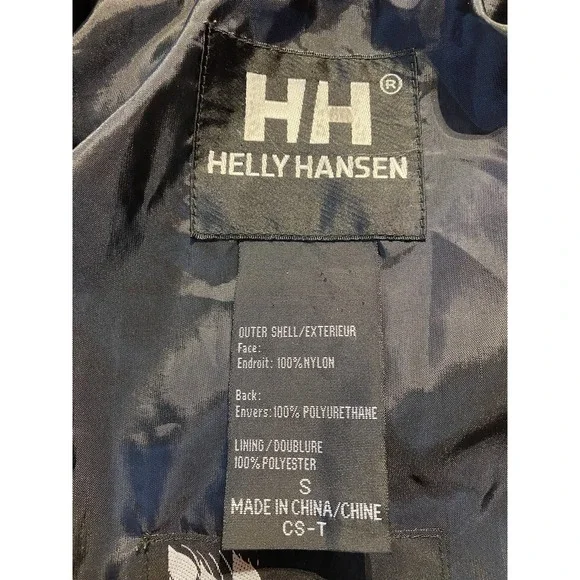 HH®
HELLY HANSEN
OUTER SHELL/EXTERIEUR
Face:
Endroit: 100%NYLON
Back:
Envers: 100% POLYURETHANE
LINING/DOUBLURE
100% POLYESTER
S
MADE IN CHINA/CHINE
CS-T